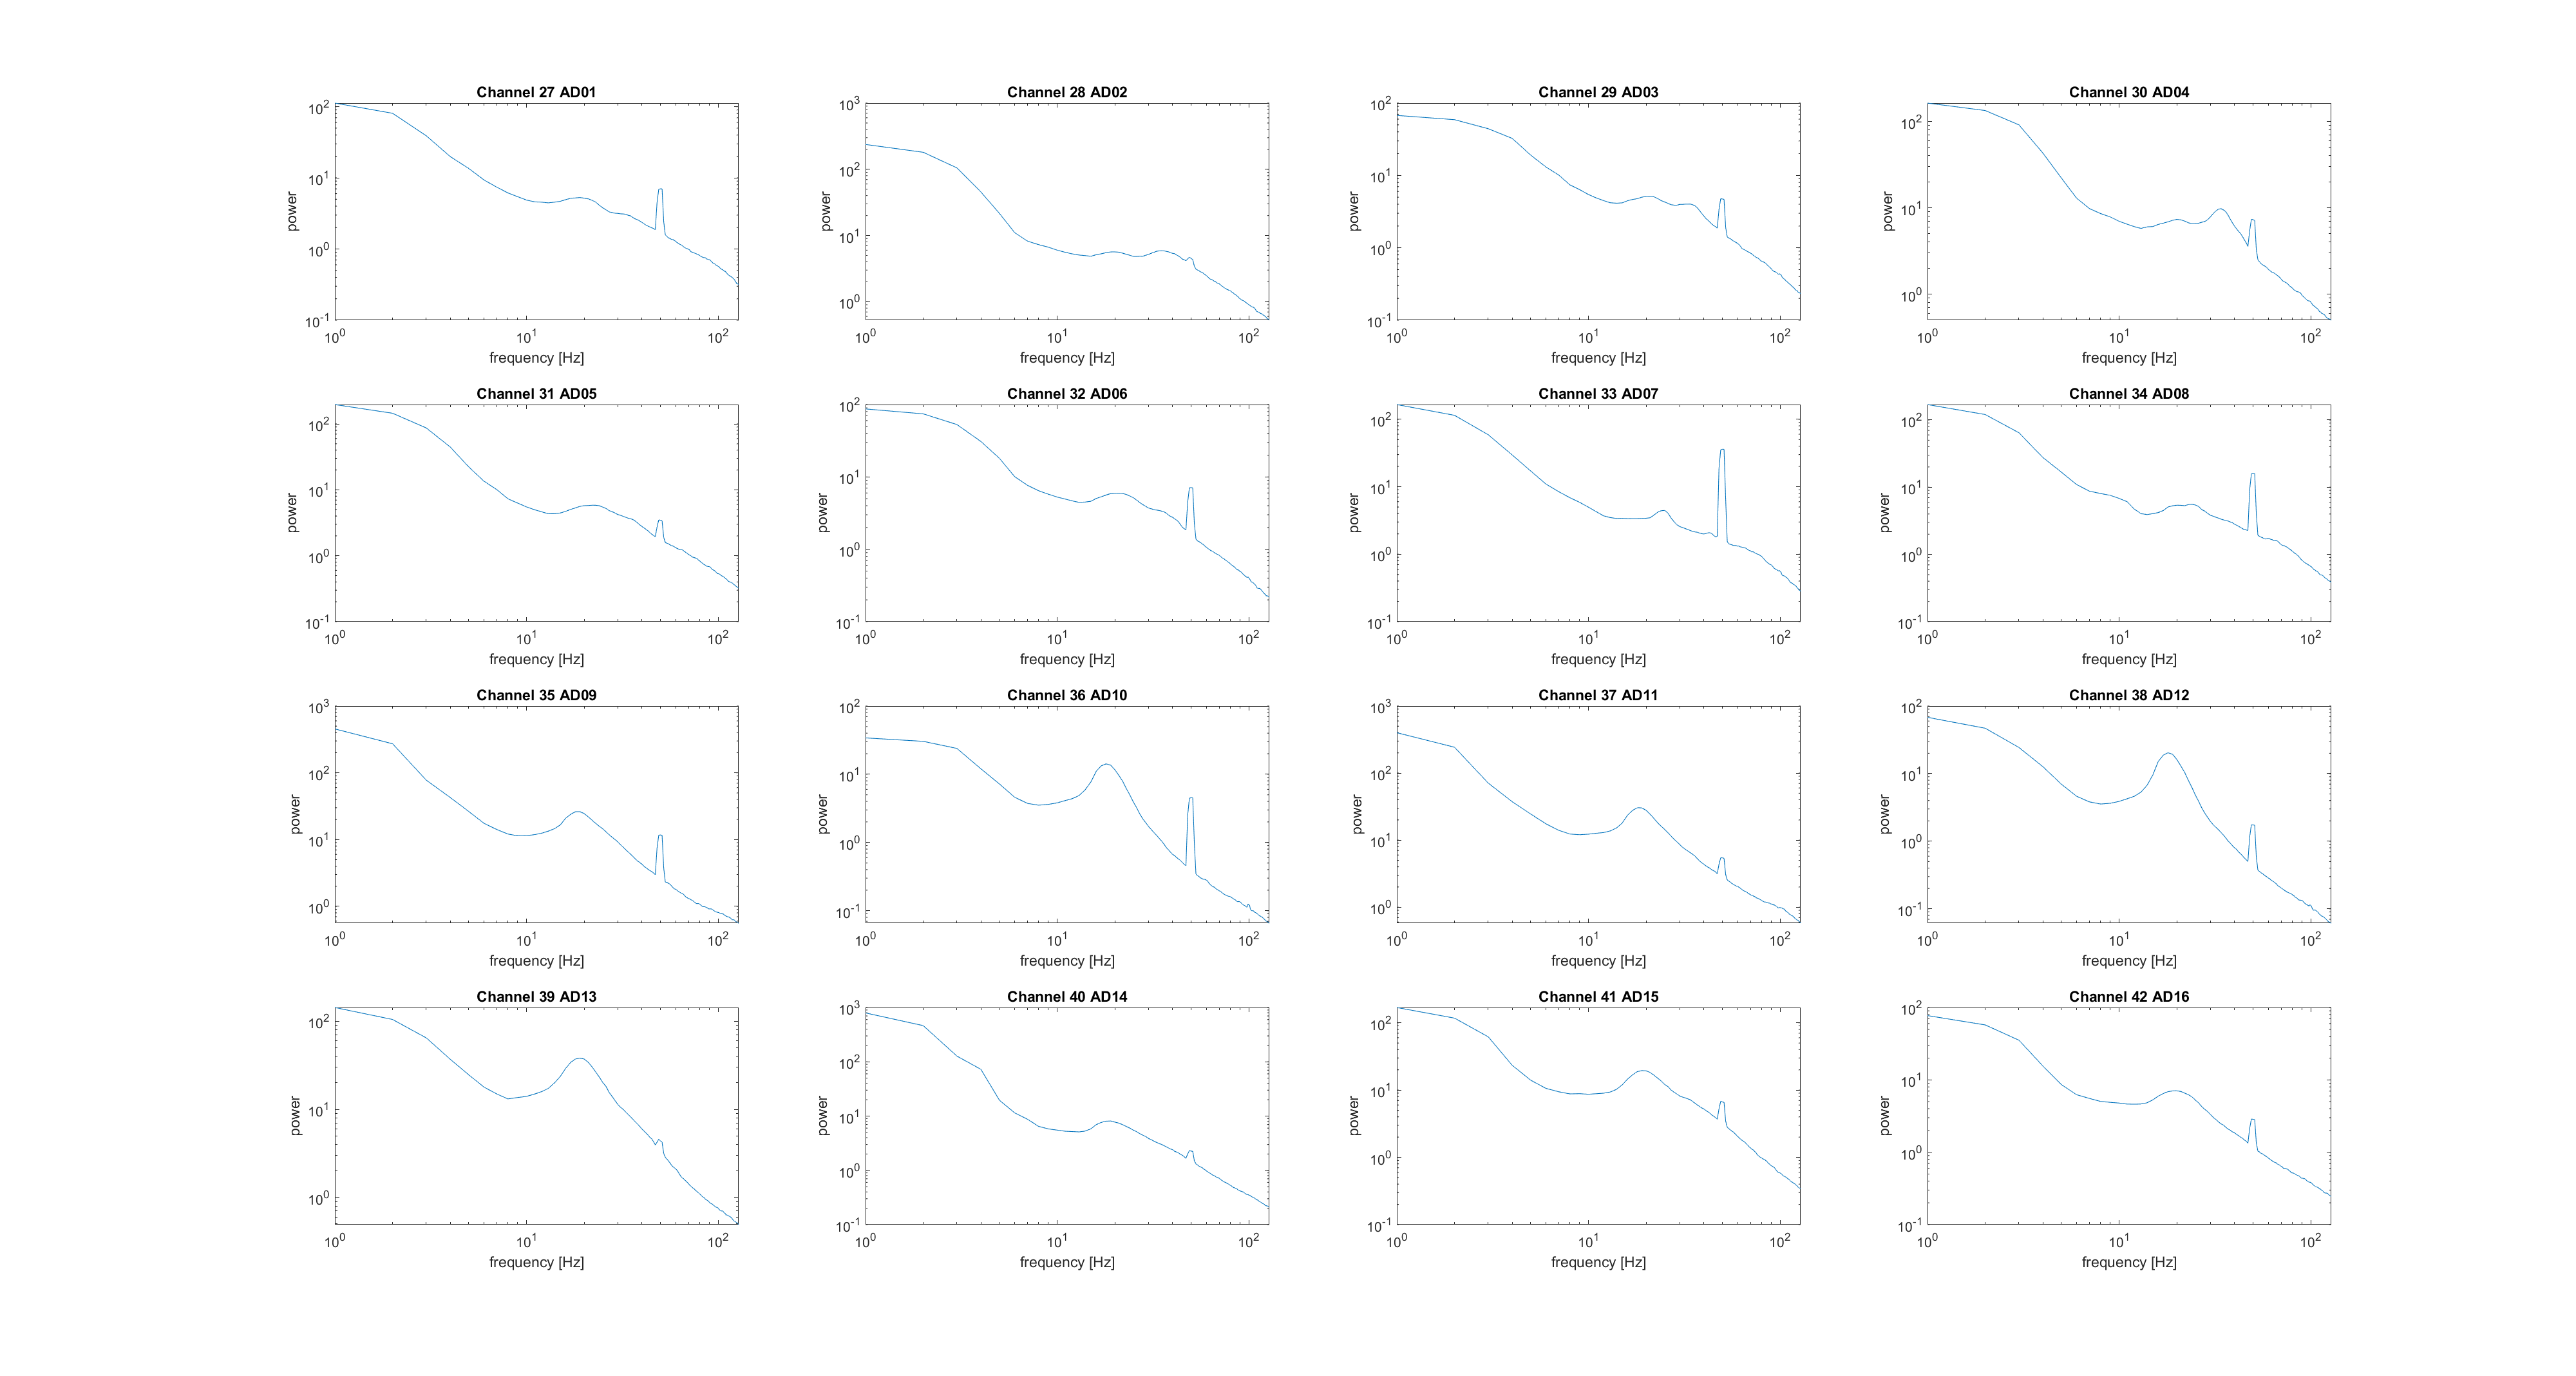 Channel 27 AD01
10^2
10^1
10^0
10^-1
power
10^0 10^1 10^2
frequency [Hz]
Channel 28 AD02
10^3
10^2
10^1
10^0
power
10^0 10^1 10^2
frequency [Hz]
Channel 29 AD03
10^2
10^1
10^0
10^-1
power
10^0 10^1 10^2
frequency [Hz]
Channel 30 AD04
10^2
10^1
10^0
power
10^0 10^1 10^2
frequency [Hz]
Channel 31 AD05
10^2
10^1
10^0
10^-1
power
10^0 10^1 10^2
frequency [Hz]
Channel 32 AD06
10^2
10^1
10^0
10^-1
power
10^0 10^1 10^2
frequency [Hz]
Channel 33 AD07
10^2
10^1
10^0
10^-1
power
10^0 10^1 10^2
frequency [Hz]
Channel 34 AD08
10^2
10^1
10^0
10^-1
power
10^0 10^1 10^2
frequency [Hz]
Channel 35 AD09
10^3
10^2
10^1
10^0
power
10^0 10^1 10^2
frequency [Hz]
Channel 36 AD10
10^2
10^1
10^0
10^-1
power
10^0 10^1 10^2
frequency [Hz]
Channel 37 AD11
10^3
10^2
10^1
10^0
power
10^0 10^1 10^2
frequency [Hz]
Channel 38 AD12
10^2
10^1
10^0
10^-1
power
10^0 10^1 10^2
frequency [Hz]
Channel 39 AD13
10^2
10^1
10^0
power
10^0 10^1 10^2
frequency [Hz]
Channel 40 AD14
10^3
10^2
10^1
10^0
10^-1
power
10^0 10^1 10^2
frequency [Hz]
Channel 41 AD15
10^2
10^1
10^0
10^-1
power
10^0 10^1 10^2
frequency [Hz]
Channel 42 AD16
10^2
10^1
10^0
10^-1
power
10^0 10^1 10^2
frequency [Hz]